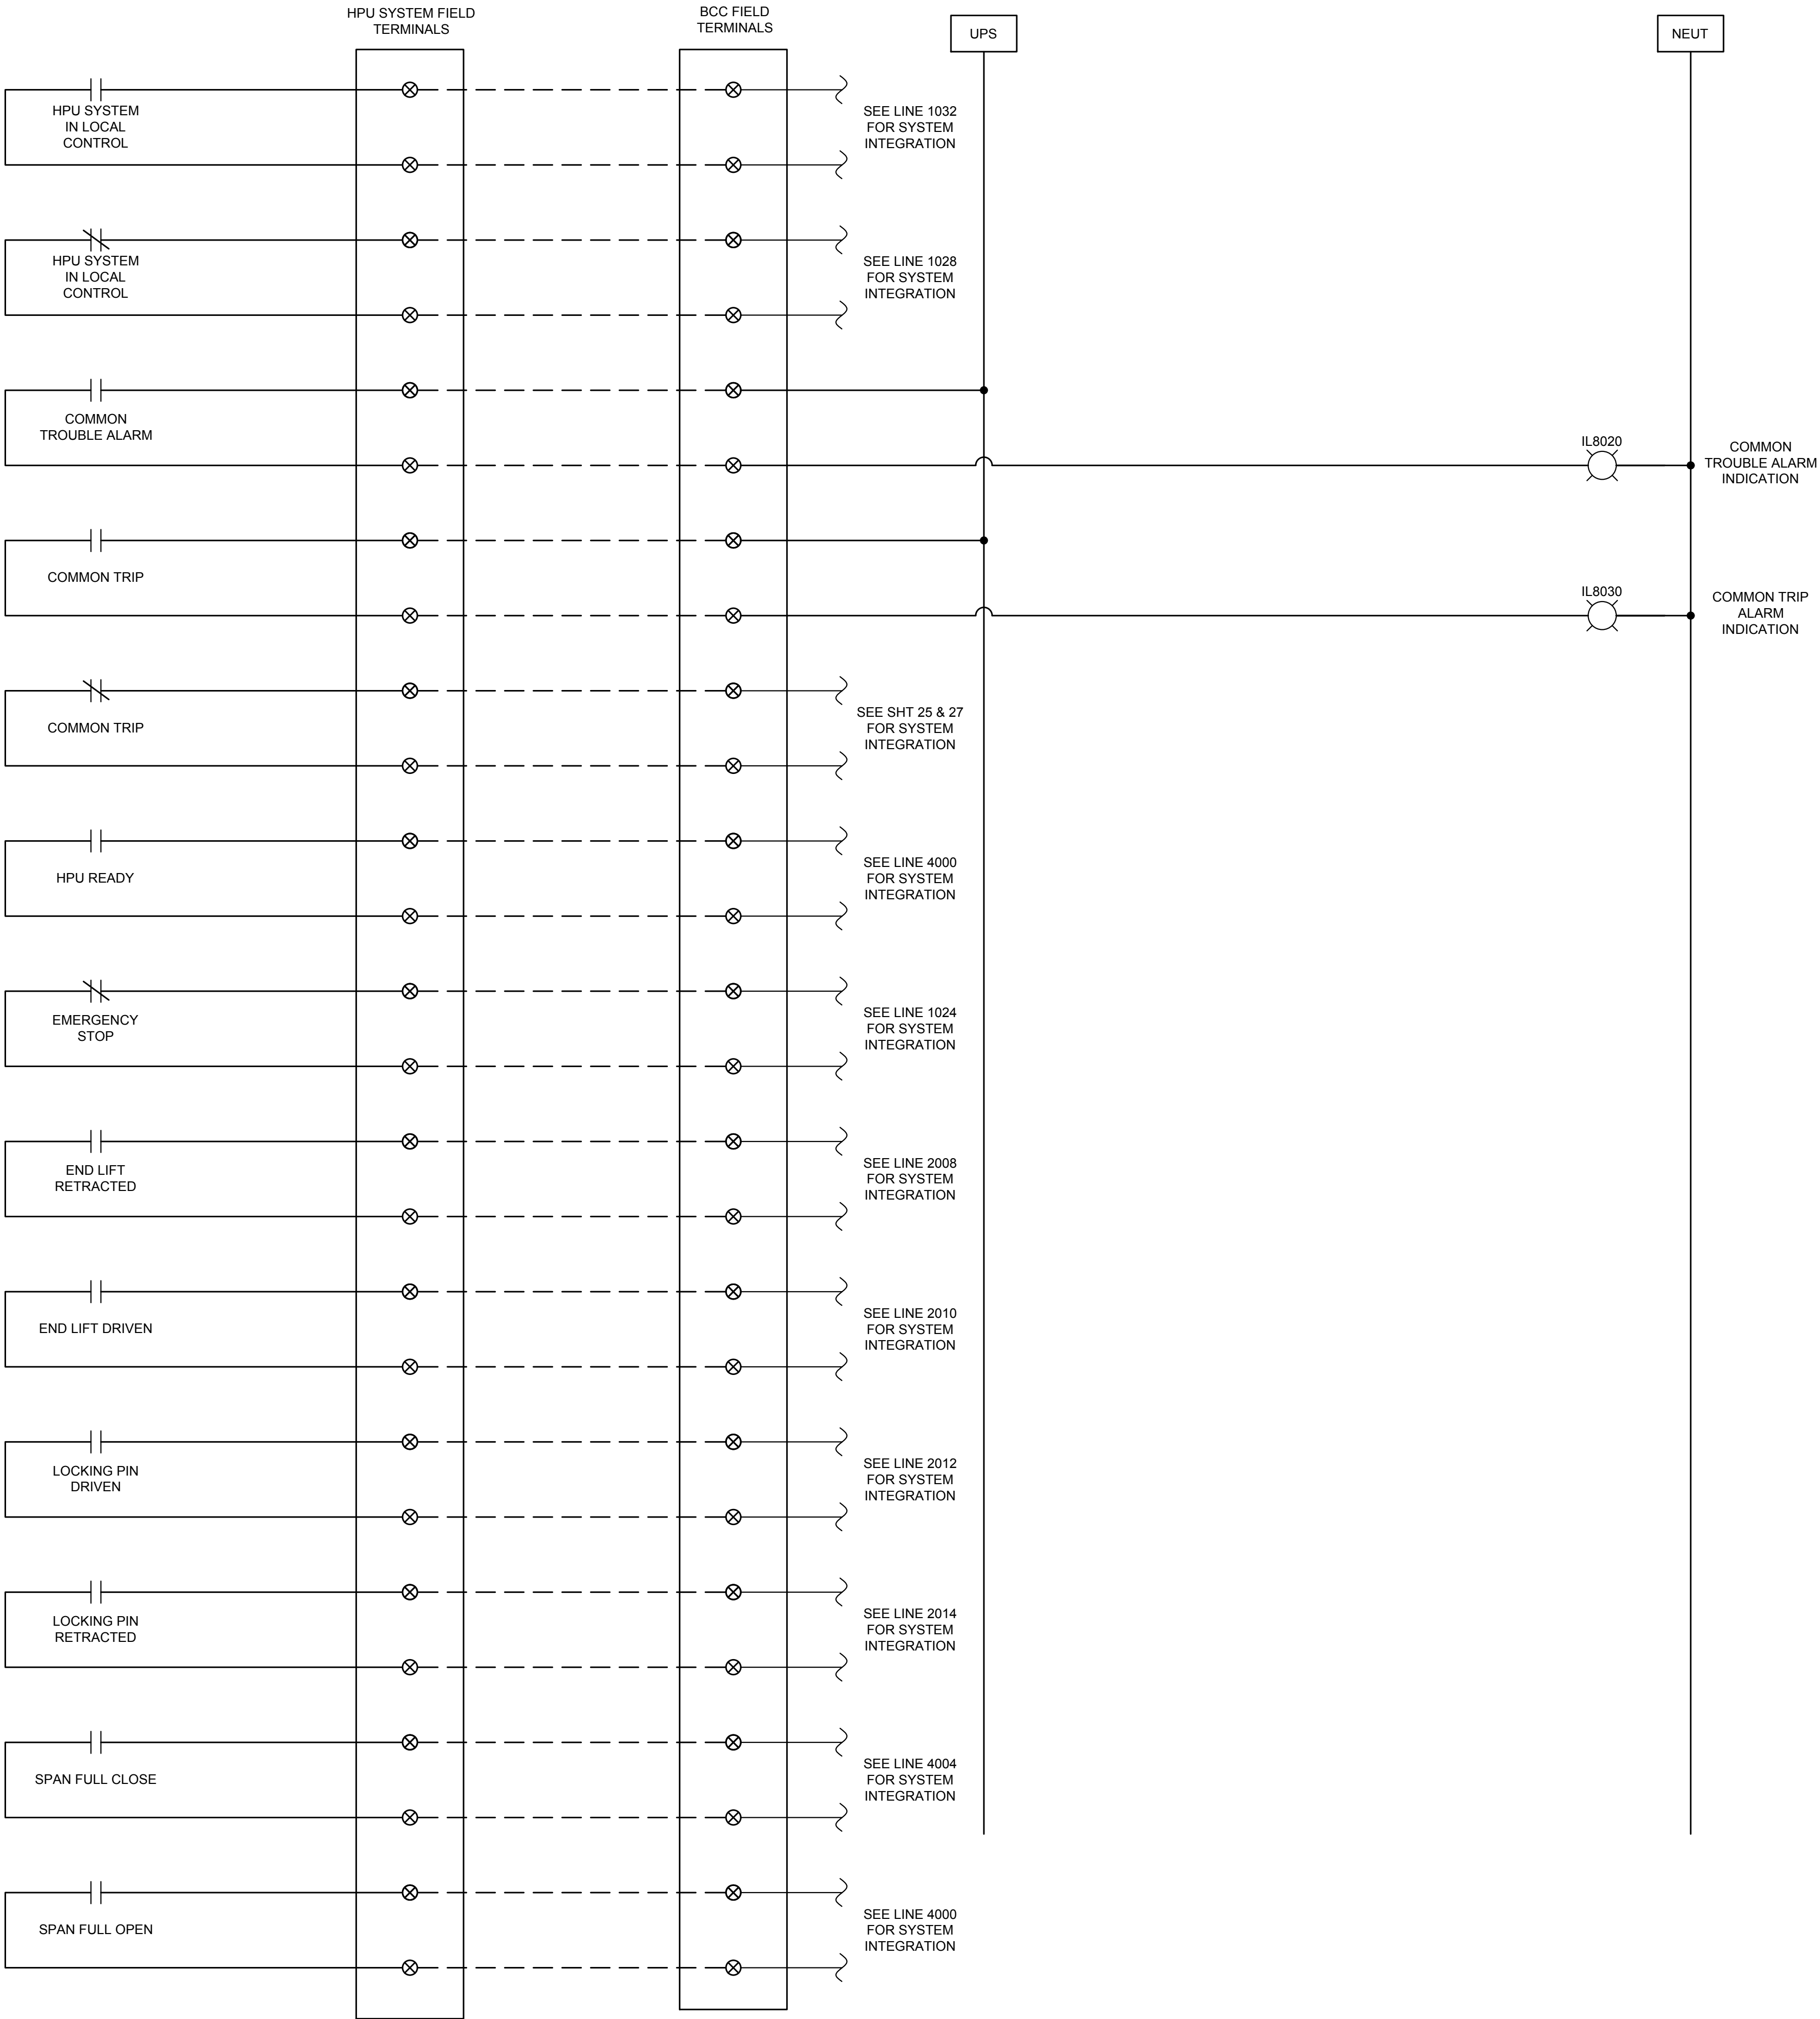 HPU SYSTEM FIELD
TERMINALS
BCC FIELD
TERMINALS
UPS
NEUT
HPU SYSTEM
IN LOCAL
CONTROL
SEE LINE 1032
FOR SYSTEM
INTEGRATION
HPU SYSTEM
IN LOCAL
CONTROL
SEE LINE 1028
FOR SYSTEM
INTEGRATION
COMMON
TROUBLE ALARM
IL8020
COMMON
TROUBLE ALARM
INDICATION
COMMON TRIP
IL8030
COMMON TRIP
ALARM
INDICATION
COMMON TRIP
SEE SHT 25 & 27
FOR SYSTEM
INTEGRATION
HPU READY
SEE LINE 4000
FOR SYSTEM
INTEGRATION
EMERGENCY
STOP
SEE LINE 1024
FOR SYSTEM
INTEGRATION
END LIFT
RETRACTED
SEE LINE 2008
FOR SYSTEM
INTEGRATION
END LIFT DRIVEN
SEE LINE 2010
FOR SYSTEM
INTEGRATION
LOCKING PIN
DRIVEN
SEE LINE 2012
FOR SYSTEM
INTEGRATION
LOCKING PIN
RETRACTED
SEE LINE 2014
FOR SYSTEM
INTEGRATION
SPAN FULL CLOSE
SEE LINE 4004
FOR SYSTEM
INTEGRATION
SPAN FULL OPEN
SEE LINE 4000
FOR SYSTEM
INTEGRATION